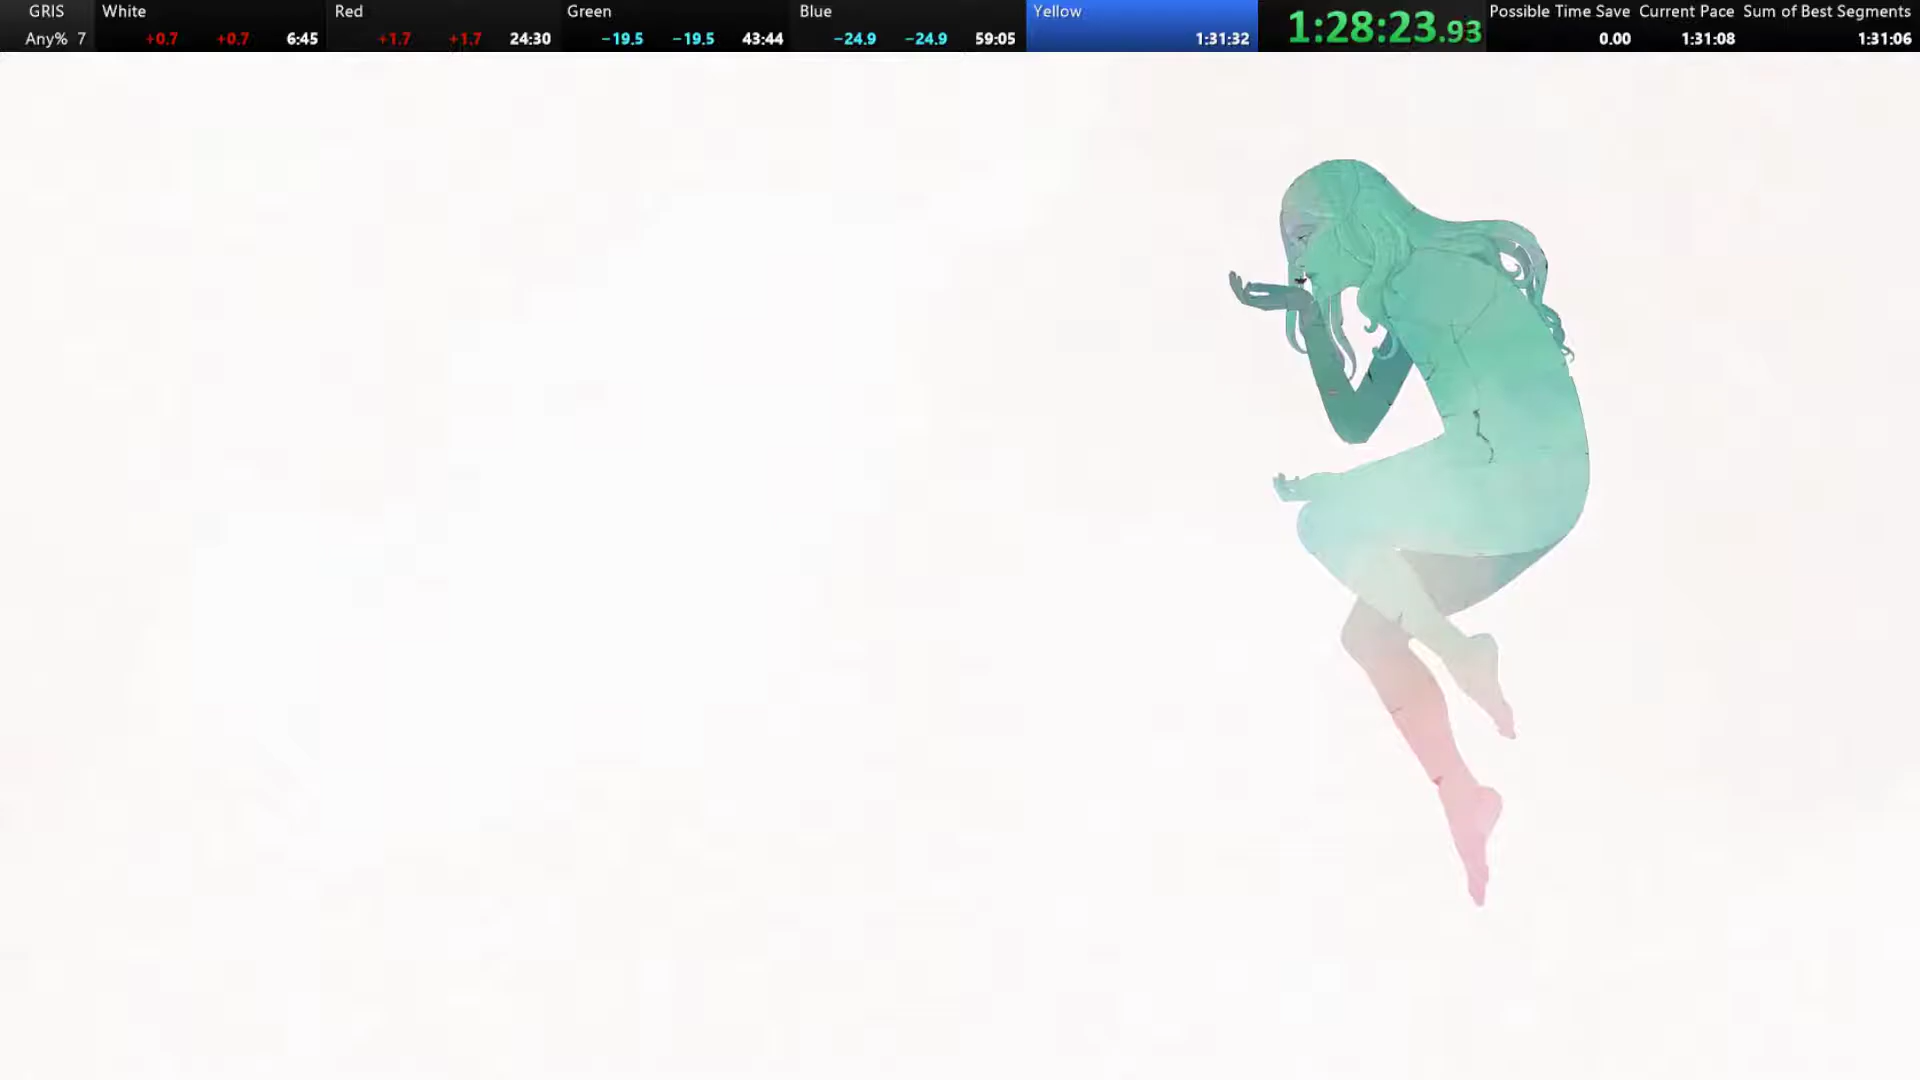 GRIS White Red Green Blue Yellow 1:28:23.93 Possible Time Save Current Pace Sum of Best Segments
Any% 7 +0.7 +0.7 6:45 +1.7 +1.7 24:30 −19.5 −19.5 43:44 −24.9 −24.9 59:05 1:31:32 0.00 1:31:08 1:31:06